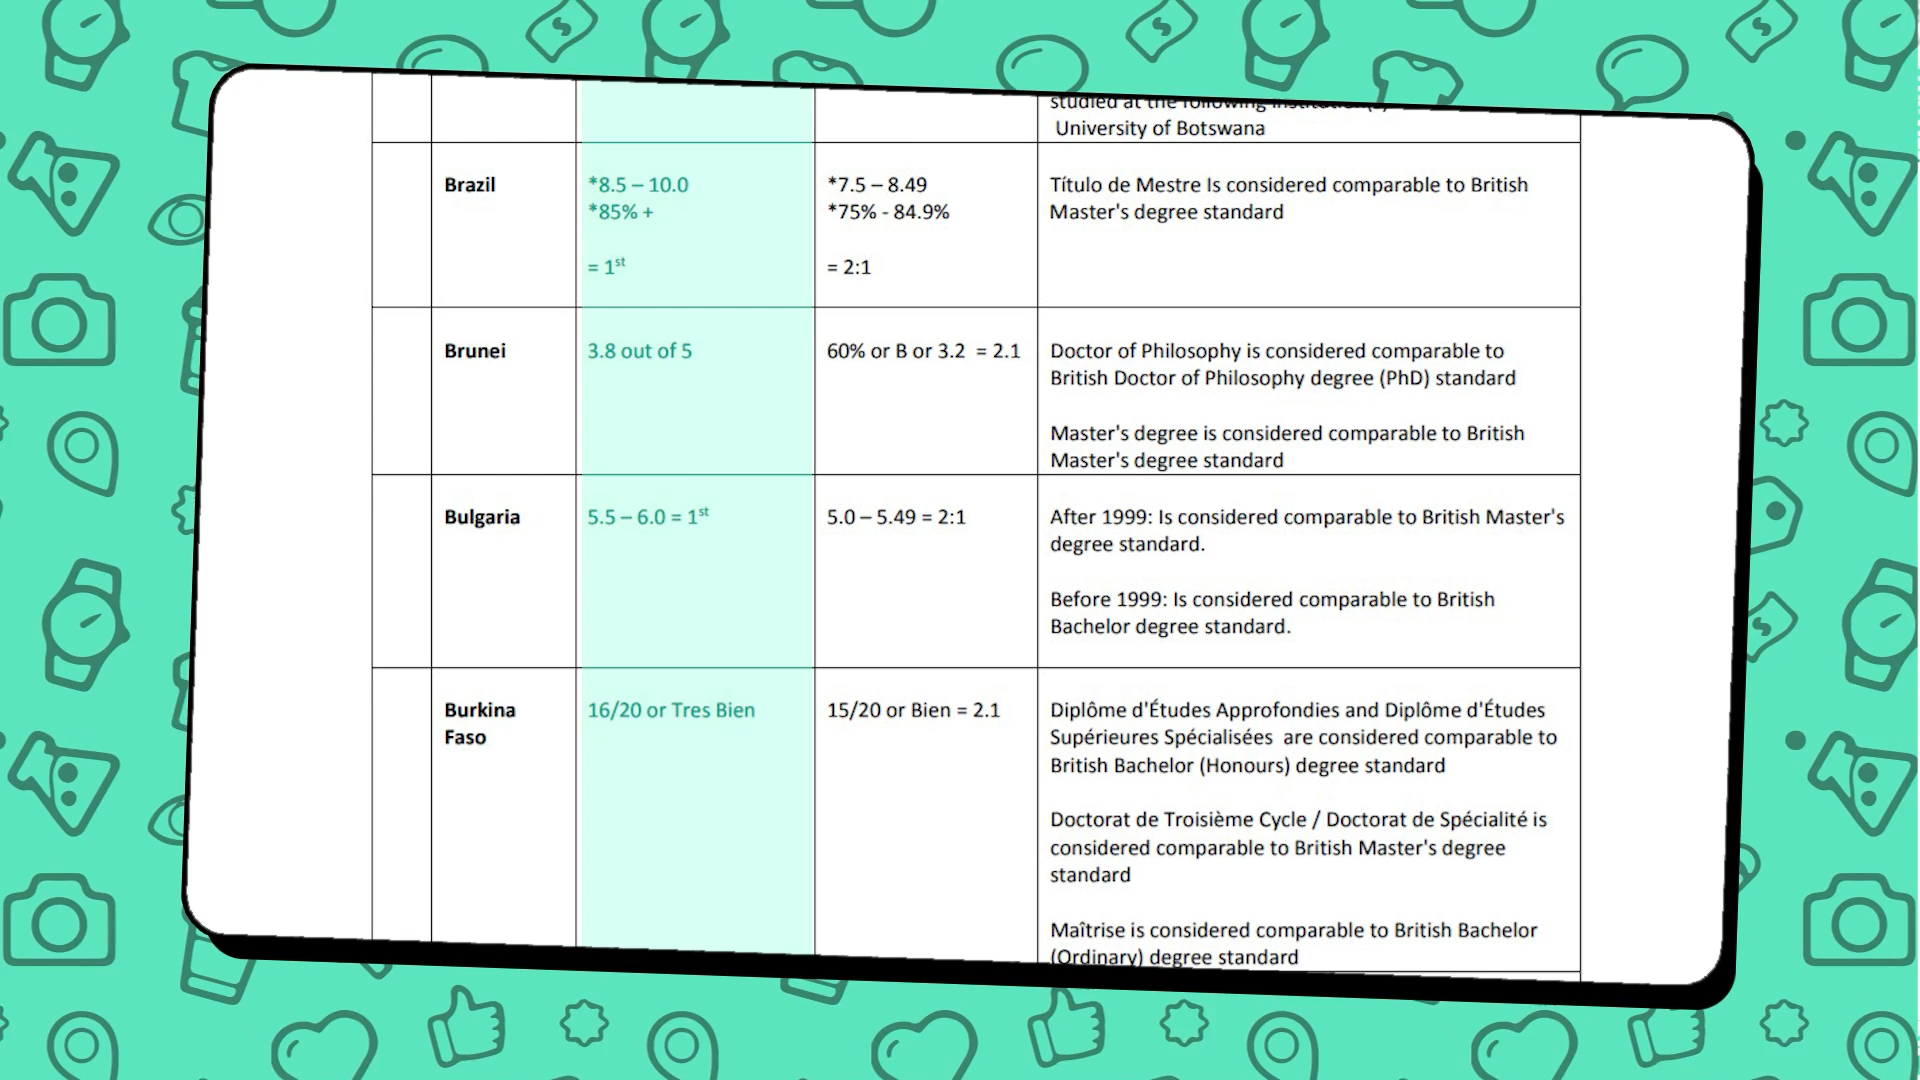 studied at the following
University of Botswana
Brazil
*8.5 – 10.0
*85% +
= 1st
*7.5 – 8.49
*75% - 84.9%
= 2:1
Título de Mestre Is considered comparable to British
Master's degree standard
Brunei
3.8 out of 5
60% or B or 3.2 = 2.1
Doctor of Philosophy is considered comparable to
British Doctor of Philosophy degree (PhD) standard
Master's degree is considered comparable to British
Master's degree standard
Bulgaria
5.5 – 6.0 = 1st
5.0 – 5.49 = 2:1
After 1999: Is considered comparable to British Master's
degree standard.
Before 1999: Is considered comparable to British
Bachelor degree standard.
Burkina
Faso
16/20 or Tres Bien
15/20 or Bien = 2.1
Diplôme d'Études Approfondies and Diplôme d'Études
Supérieures Spécialisées are considered comparable to
British Bachelor (Honours) degree standard
Doctorat de Troisième Cycle / Doctorat de Spécialité is
considered comparable to British Master's degree
standard
Maîtrise is considered comparable to British Bachelor
(Ordinary) degree standard